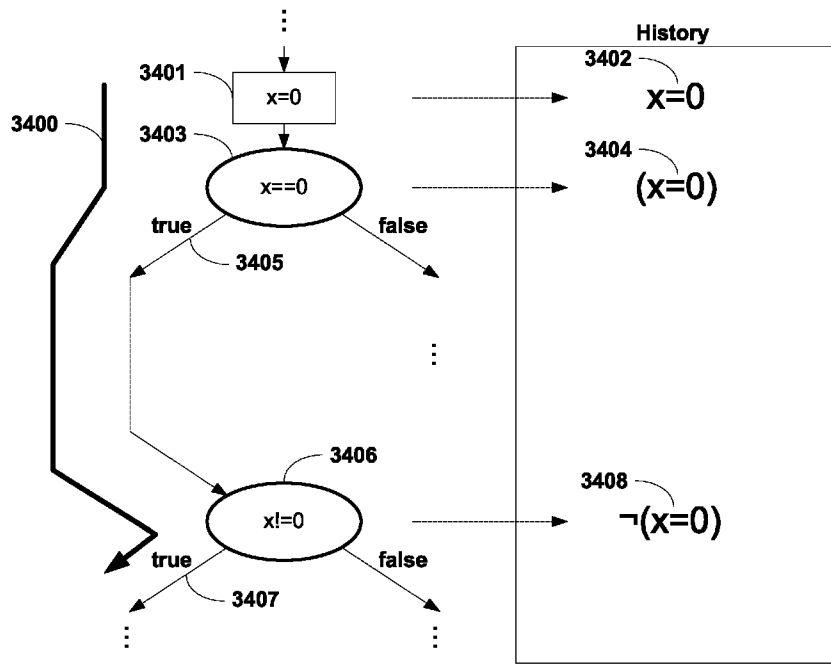 ⋮
History
3401
3402
x=0
x=0
3400
3403
3404
x==0
(x=0)
true
false
3405
⋮
3406
3408
x!=0
¬(x=0)
true
false
3407
⋮
⋮